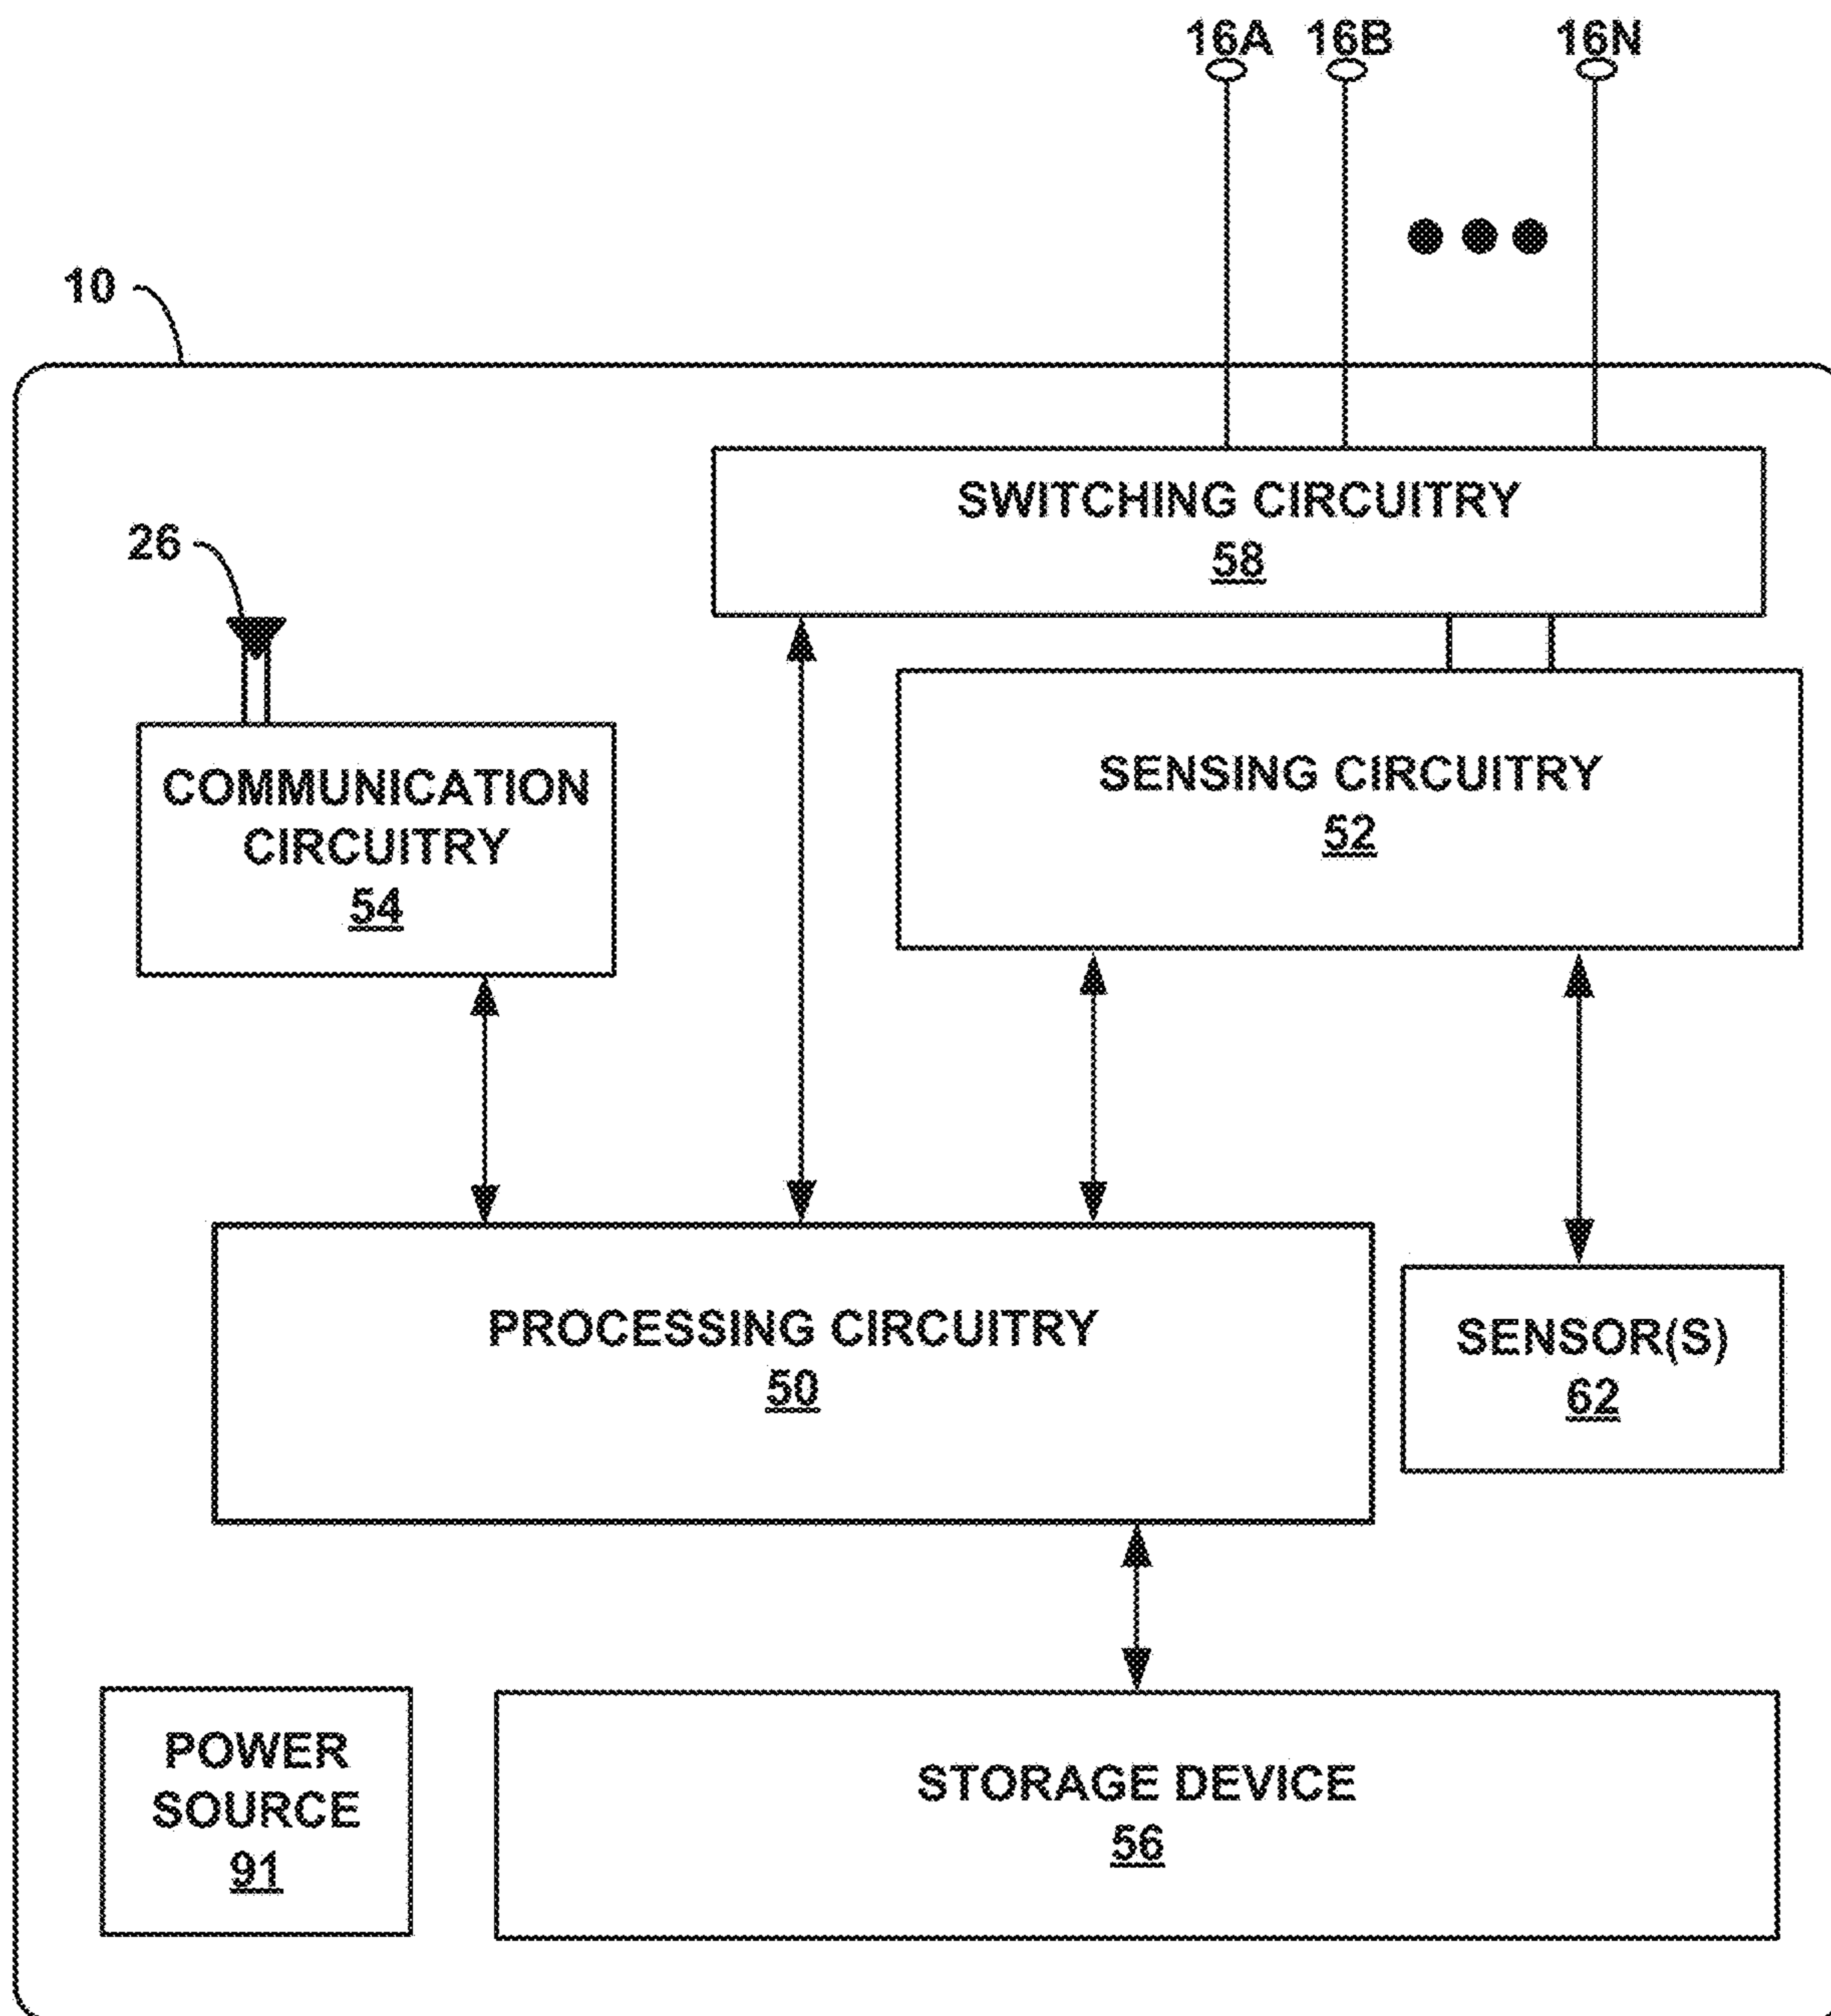 16A 16B 16N
10
SWITCHING CIRCUITRY
58
26
COMMUNICATION
CIRCUITRY
54
SENSING CIRCUITRY
52
PROCESSING CIRCUITRY
50
SENSOR(S)
62
POWER
SOURCE
91
STORAGE DEVICE
56